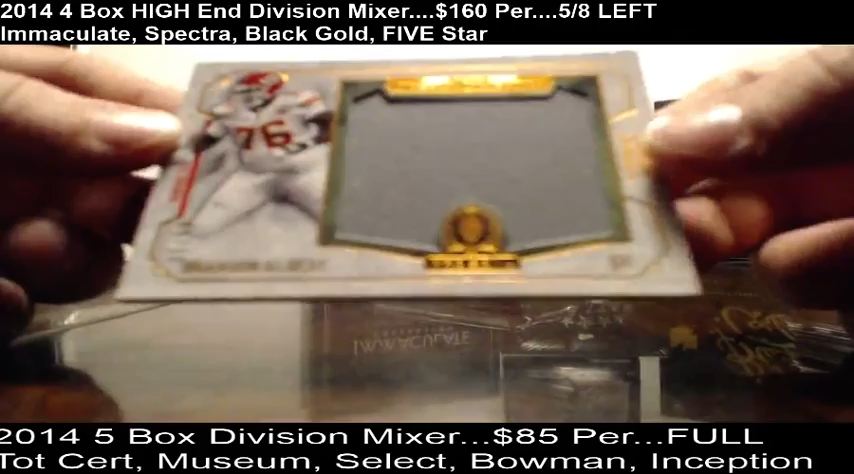 2014 4 Box HIGH End Division Mixer....$160 Per....5/8 LEFT
Immaculate, Spectra, Black Gold, FIVE Star
76
IMMACULATE
2014 5 Box Division Mixer...$85 Per...FULL
Tot Cert, Museum, Select, Bowman, Inception